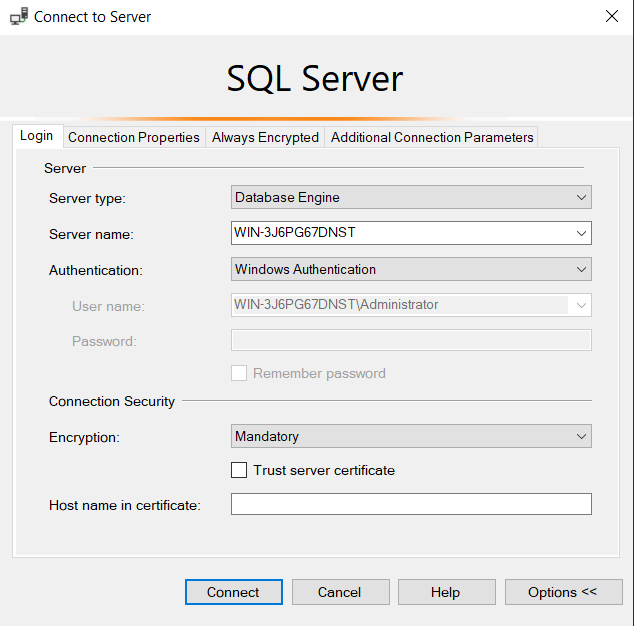 Connect to Server
SQL Server
Login Connection Properties Always Encrypted Additional Connection Parameters
Server
Server type: Database Engine
Server name: WIN-3J6PG67DNST
Authentication: Windows Authentication
User name: WIN-3J6PG67DNST\Administrator
Password:
Remember password
Connection Security
Encryption: Mandatory
Trust server certificate
Host name in certificate:
Connect Cancel Help Options <<